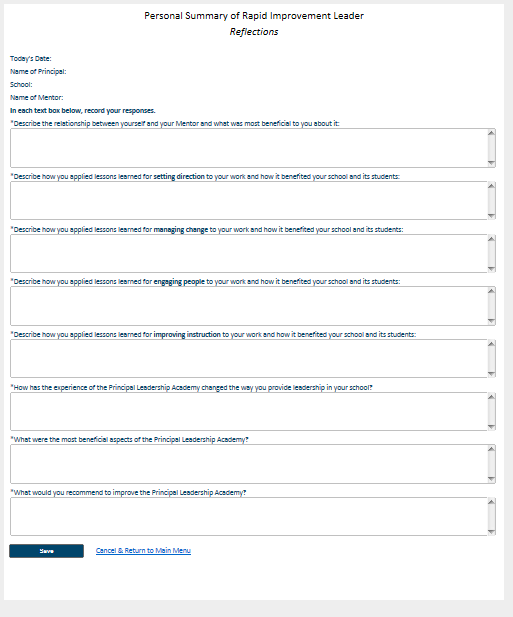 Personal Summary of Rapid Improvement Leader
Reflections
Today's Date:
Name of Principal:
School:
Name of Mentor:
In each text box below, record your responses.
*Describe the relationship between yourself and your Mentor and what was most beneficial to you about it:
*Describe how you applied lessons learned for setting direction to your work and how it benefited your school and its students:
*Describe how you applied lessons learned for managing change to your work and how it benefited your school and its students:
*Describe how you applied lessons learned for engaging people to your work and how it benefited your school and its students:
*Describe how you applied lessons learned for improving instruction to your work and how it benefited your school and its students:
*How has the experience of the Principal Leadership Academy changed the way you provide leadership in your school?
*What were the most beneficial aspects of the Principal Leadership Academy?
*What would you recommend to improve the Principal Leadership Academy?
Save Cancel & Return to Main Menu